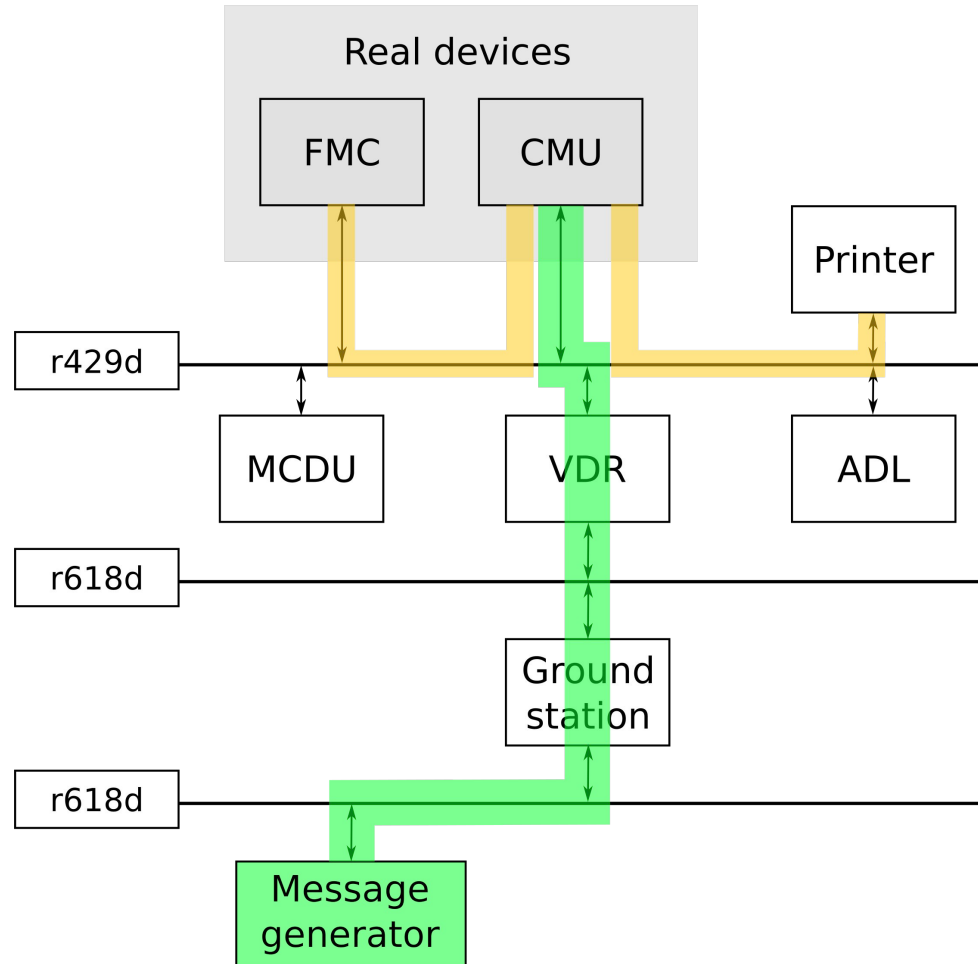 Real devices
FMC
CMU
Printer
r429d
MCDU
VDR
ADL
r618d
Ground
station
r618d
Message
generator